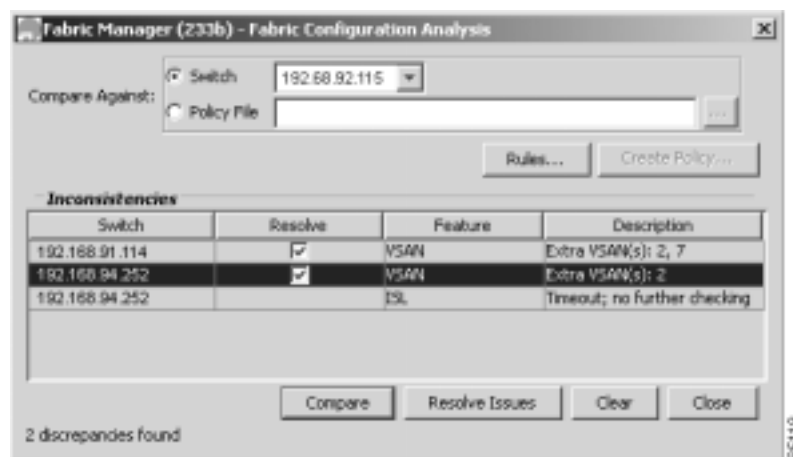 Fabric Manager (233b) - Fabric Configuration Analysis
Compare Against:
Switch 192.68.92.115
Policy File ...
Rules... Create Policy...
Inconsistencies
Switch Resolve Feature Description
192.168.91.114 VSAN Extra VSAN(s): 2, 7
192.168.94.252 VSAN Extra VSAN(s): 2
192.168.94.252 ISL Timeout; no further checking
Compare Resolve Issues Clear Close
2 discrepancies found